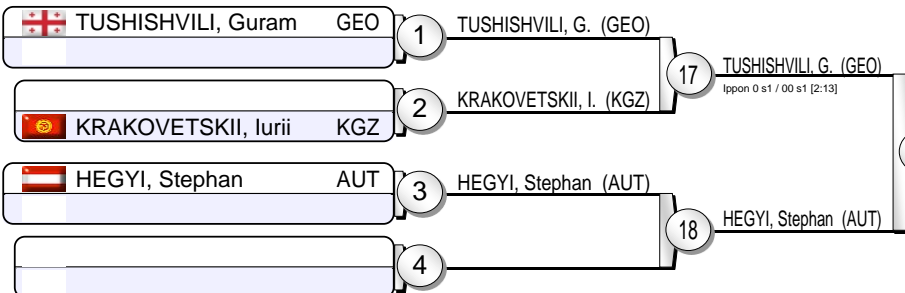 TUSHISHVILI, Guram GEO
1
TUSHISHVILI, G. (GEO)
17
TUSHISHVILI, G. (GEO)
Ippon 0 s1 / 00 s1 [2:13]
2
KRAKOVETSKII, I. (KGZ)
KRAKOVETSKII, Iurii KGZ
HEGYI, Stephan AUT
3
HEGYI, Stephan (AUT)
18
HEGYI, Stephan (AUT)
4